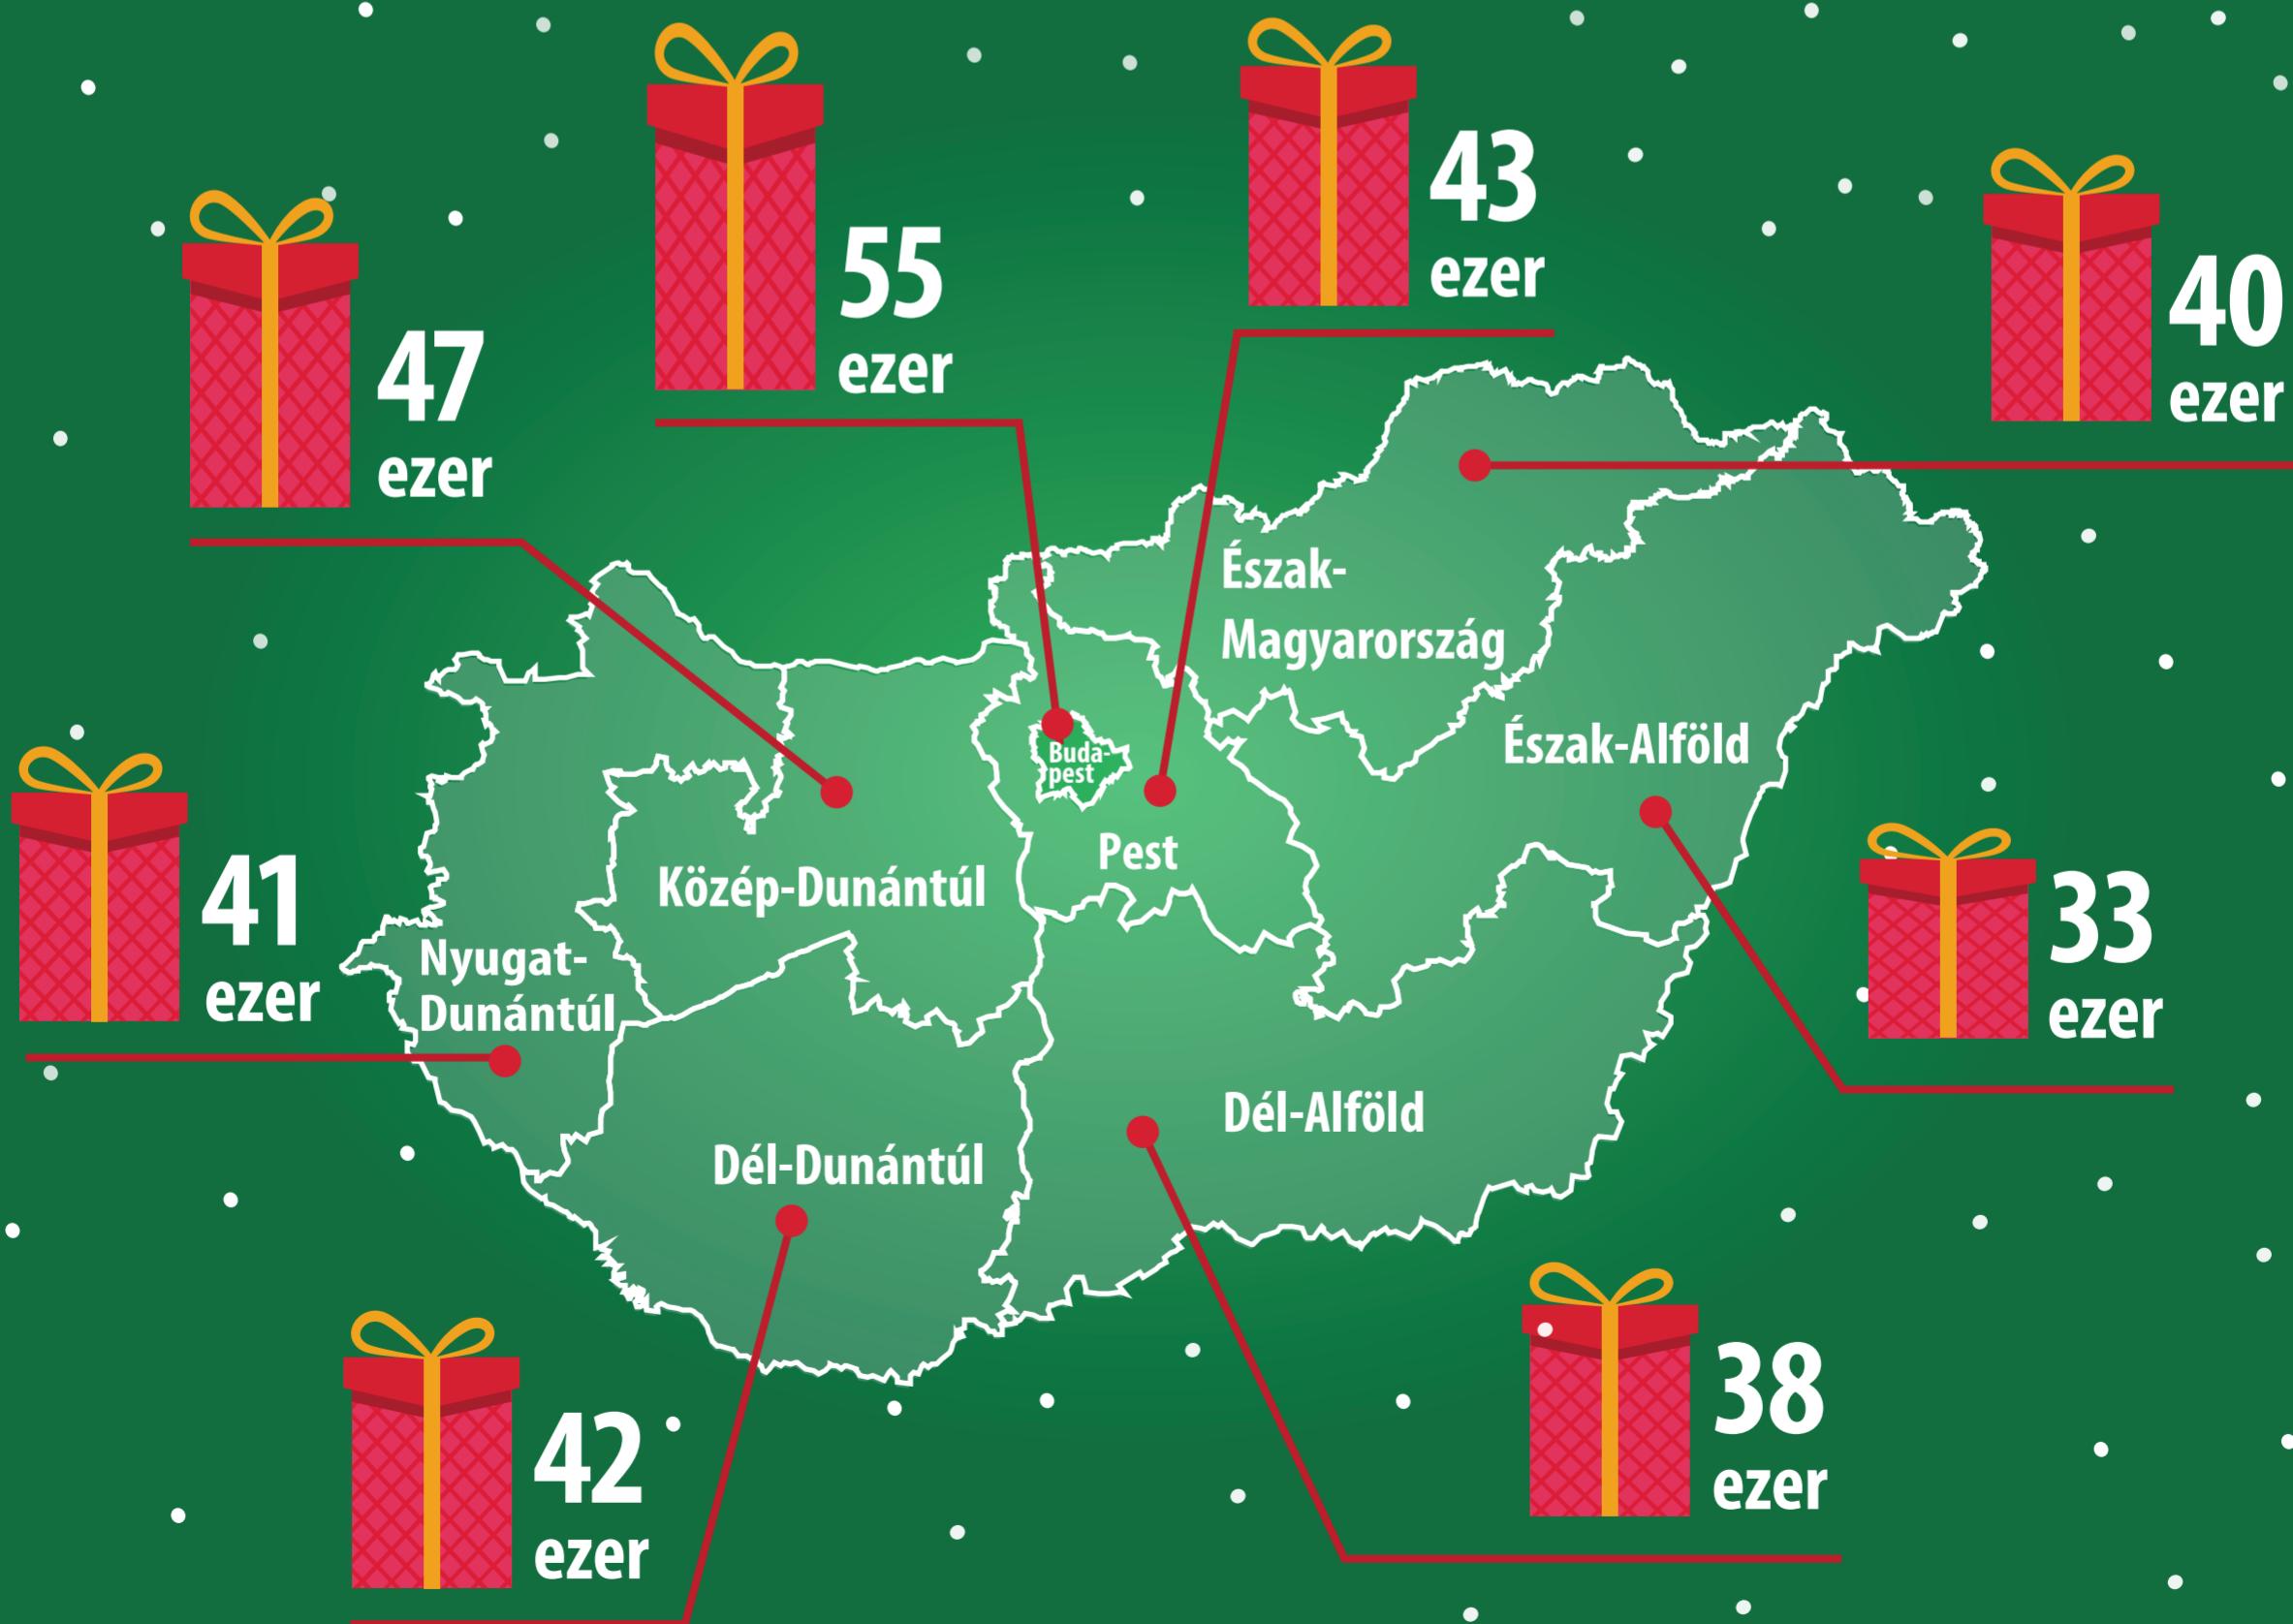 43
ezer
55
ezer
40
ezer
47
ezer
Észak-
Magyarország
Észak-Alföld
Buda-
pest
Pest
Közép-Dunántúl
41
ezer
33
ezer
Nyugat-
Dunántúl
Dél-Alföld
Dél-Dunántúl
38
ezer
42
ezer